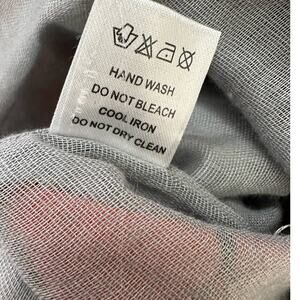 HAND WASH
DO NOT BLEACH
COOL IRON
DO NOT DRY CLEAN